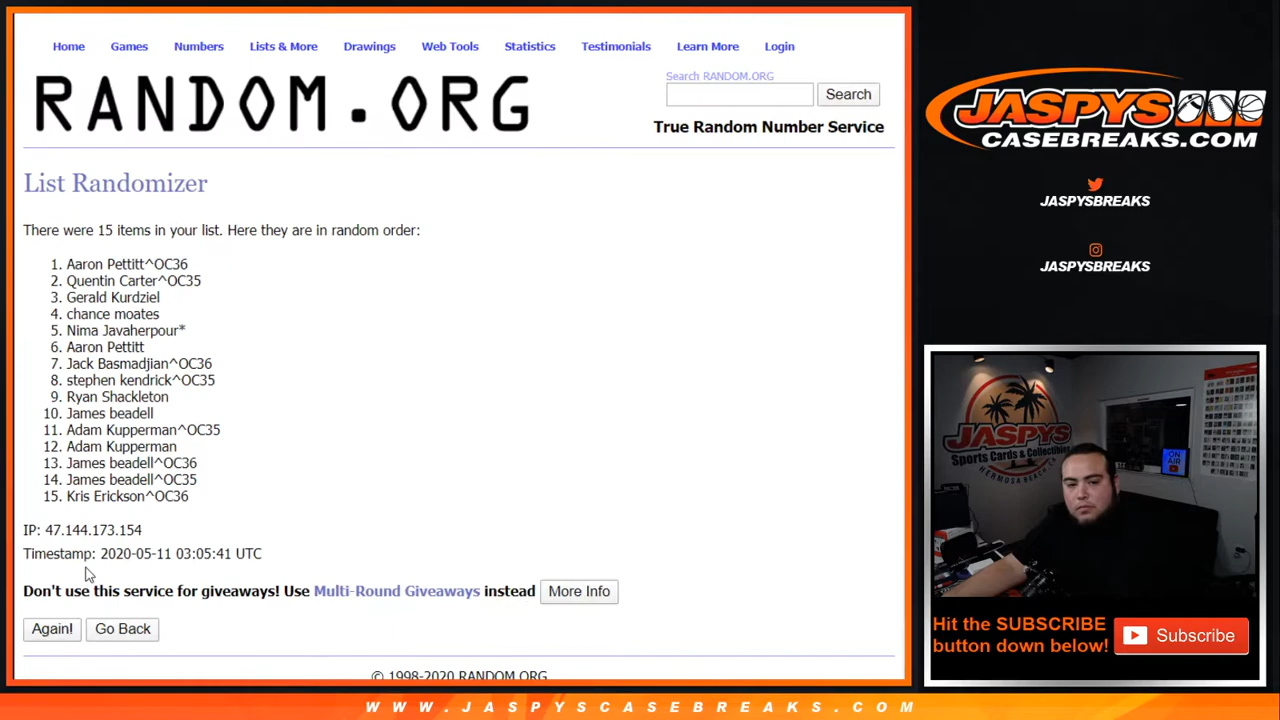 Home Games Numbers Lists & More Drawings Web Tools Statistics Testimonials Learn More Login
RANDOM.ORG
Search RANDOM.ORG
Search
True Random Number Service
List Randomizer
There were 15 items in your list. Here they are in random order:
1. Aaron Pettitt^OC36
2. Quentin Carter^OC35
3. Gerald Kurdziel
4. chance moates
5. Nima Javaherpour*
6. Aaron Pettitt
7. Jack Basmadjian^OC36
8. stephen kendrick^OC35
9. Ryan Shackleton
10. James beadell
11. Adam Kupperman^OC35
12. Adam Kupperman
13. James beadell^OC36
14. James beadell^OC35
15. Kris Erickson^OC36
IP: 47.144.173.154
Timestamp: 2020-05-11 03:05:41 UTC
Don't use this service for giveaways! Use Multi-Round Giveaways instead More Info
Again! Go Back
© 1998-2020 RANDOM.ORG
JASPYS
CASEBREAKS.COM
JASPYSBREAKS
JASPYSBREAKS
JASPYS
Sports Cards & Collectibles
HERMOSA BEACH
ON AIR
Hit the SUBSCRIBE
button down below!
Subscribe
WWW.JASPYSCASEBREAKS.COM